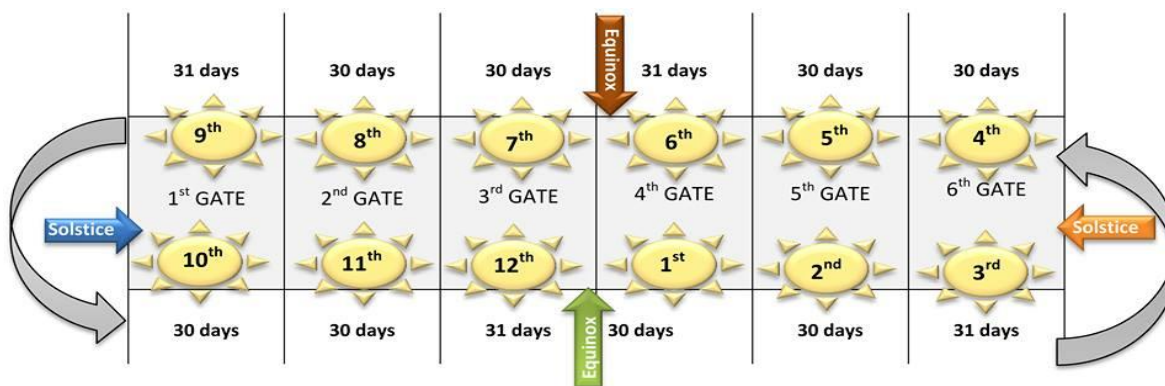 Equinox
31 days 30 days 30 days 31 days 30 days 30 days
9th 8th 7th 6th 5th 4th
1st GATE 2nd GATE 3rd GATE 4th GATE 5th GATE 6th GATE
Solstice Solstice
10th 11th 12th 1st 2nd 3rd
30 days 30 days 31 days 30 days 30 days 31 days
Equinox